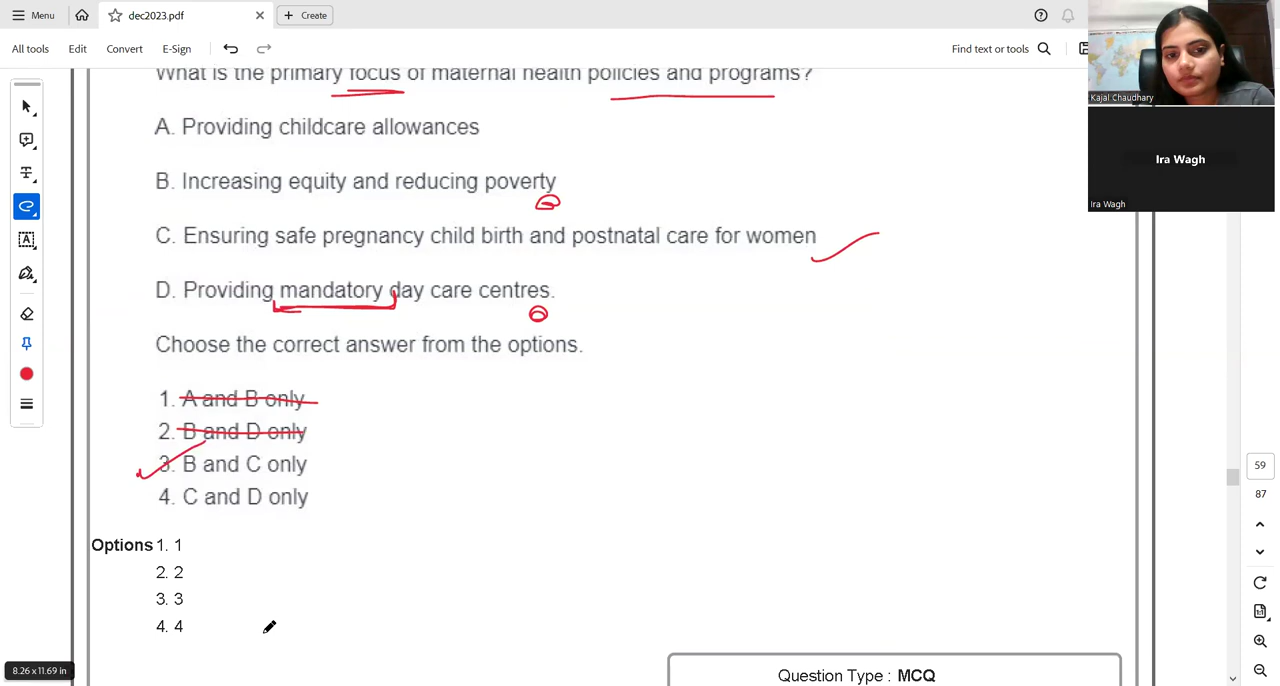 Menu
dec2023.pdf
Create
All tools
Edit
Convert
E-Sign
Find text or tools
Kajal Chaudhary
Ira Wagh
Ira Wagh
What is the primary focus of maternal health policies and programs?
A. Providing childcare allowances
B. Increasing equity and reducing poverty
C. Ensuring safe pregnancy child birth and postnatal care for women
D. Providing mandatory day care centres.
Choose the correct answer from the options.
1. A and B only
2. B and D only
3. B and C only
4. C and D only
Options 1. 1
2. 2
3. 3
4. 4
59
87
8.26 x 11.69 in
Question Type : MCQ